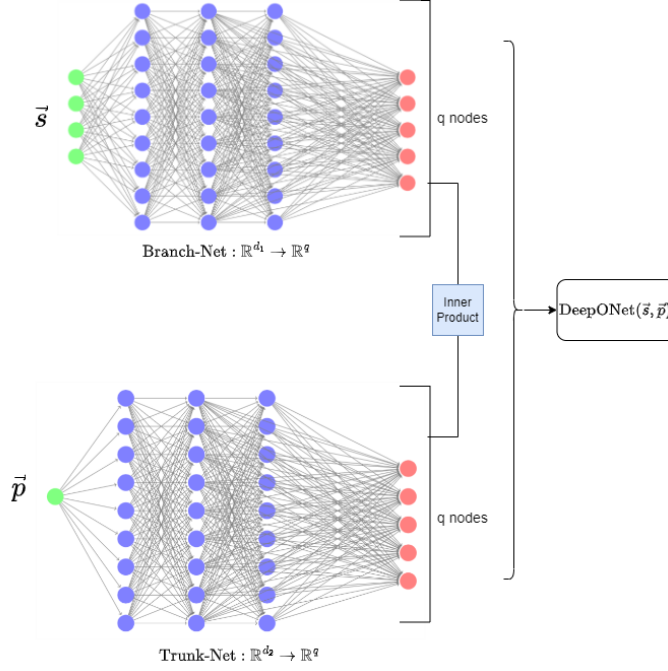 s⃗
q nodes
Branch-Net : ℝ^{d₁} → ℝ^q
Inner
Product
DeepONet(s⃗, p⃗)
p⃗
q nodes
Trunk-Net : ℝ^{d₂} → ℝ^q